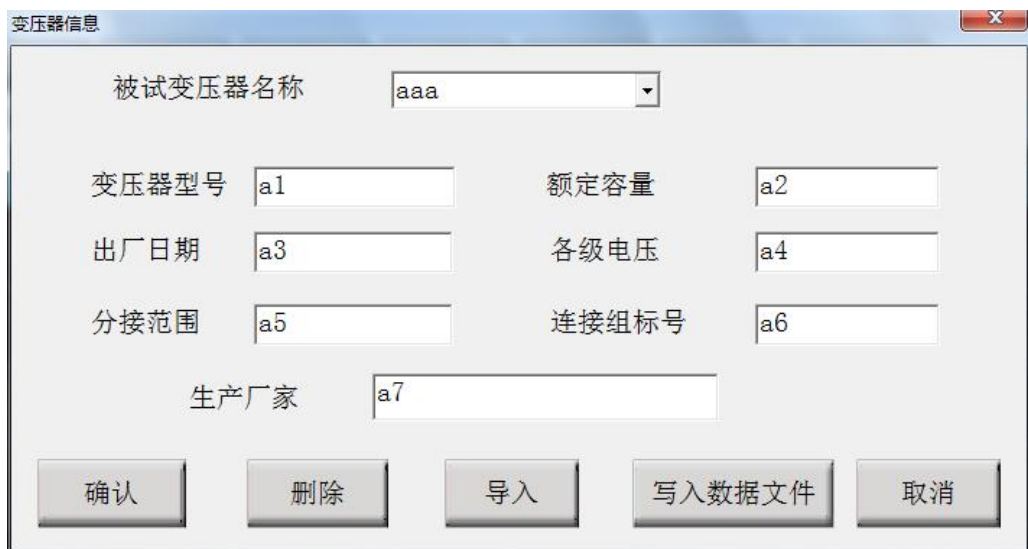 变压器信息
被试变压器名称 aaa
变压器型号 a1 额定容量 a2
出厂日期 a3 各级电压 a4
分接范围 a5 连接组标号 a6
生产厂家 a7
确认 删除 导入 写入数据文件 取消